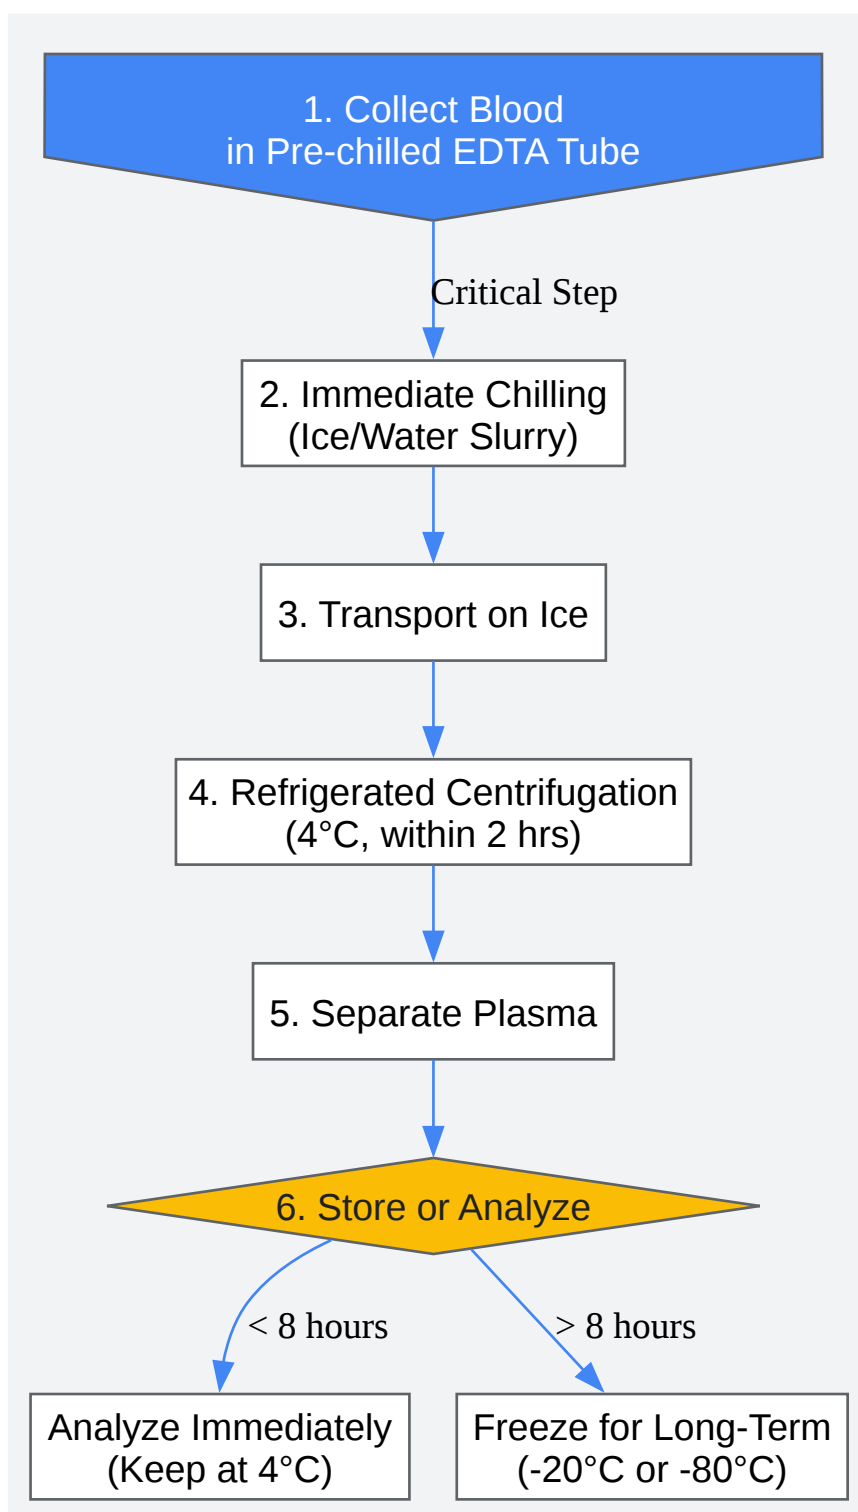 1. Collect Blood
in Pre-chilled EDTA Tube
Critical Step
2. Immediate Chilling
(Ice/Water Slurry)
3. Transport on Ice
4. Refrigerated Centrifugation
(4°C, within 2 hrs)
5. Separate Plasma
6. Store or Analyze
< 8 hours
> 8 hours
Analyze Immediately
(Keep at 4°C)
Freeze for Long-Term
(-20°C or -80°C)